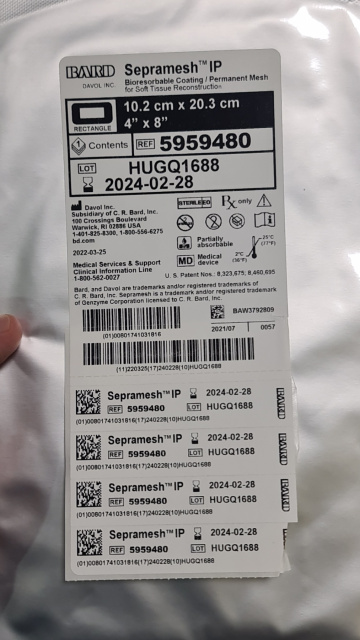 BARD
DAVOL INC.
Sepramesh™ IP
Bioresorbable Coating / Permanent Mesh
for Soft Tissue Reconstruction
RECTANGLE
10.2 cm x 20.3 cm
4" x 8"
1 Contents REF 5959480
LOT HUGQ1688
2024-02-28
Davol Inc.
Subsidiary of C. R. Bard, Inc.
100 Crossings Boulevard
Warwick, RI 02886 USA
1-401-825-8300, 1-800-556-6275
bd.com
2022-03-25
Medical Services & Support
Clinical Information Line
1-800-562-0027
STERILE EO
Rx only
Partially
absorbable
MD Medical
device
25°C
(77°F)
2°C
(36°F)
U. S. Patent Nos.: 8,323,675; 8,460,695
Bard, and Davol are trademarks and/or registered trademarks of
C. R. Bard, Inc. Sepramesh is a trademark and/or registered trademark
of Genzyme Corporation licensed to C. R. Bard, Inc.
BAW3792809
(01)00801741031816
2021/07
0057
(11)220325(17)240228(10)HUGQ1688
Sepramesh™ IP 2024-02-28
REF 5959480 LOT HUGQ1688
(01)00801741031816(17)240228(10)HUGQ1688
BARD
Sepramesh™ IP 2024-02-28
REF 5959480 LOT HUGQ1688
(01)00801741031816(17)240228(10)HUGQ1688
BARD
Sepramesh™ IP 2024-02-28
REF 5959480 LOT HUGQ1688
(01)00801741031816(17)240228(10)HUGQ1688
BARD
Sepramesh™ IP 2024-02-28
REF 5959480 LOT HUGQ1688
(01)00801741031816(17)240228(10)HUGQ1688